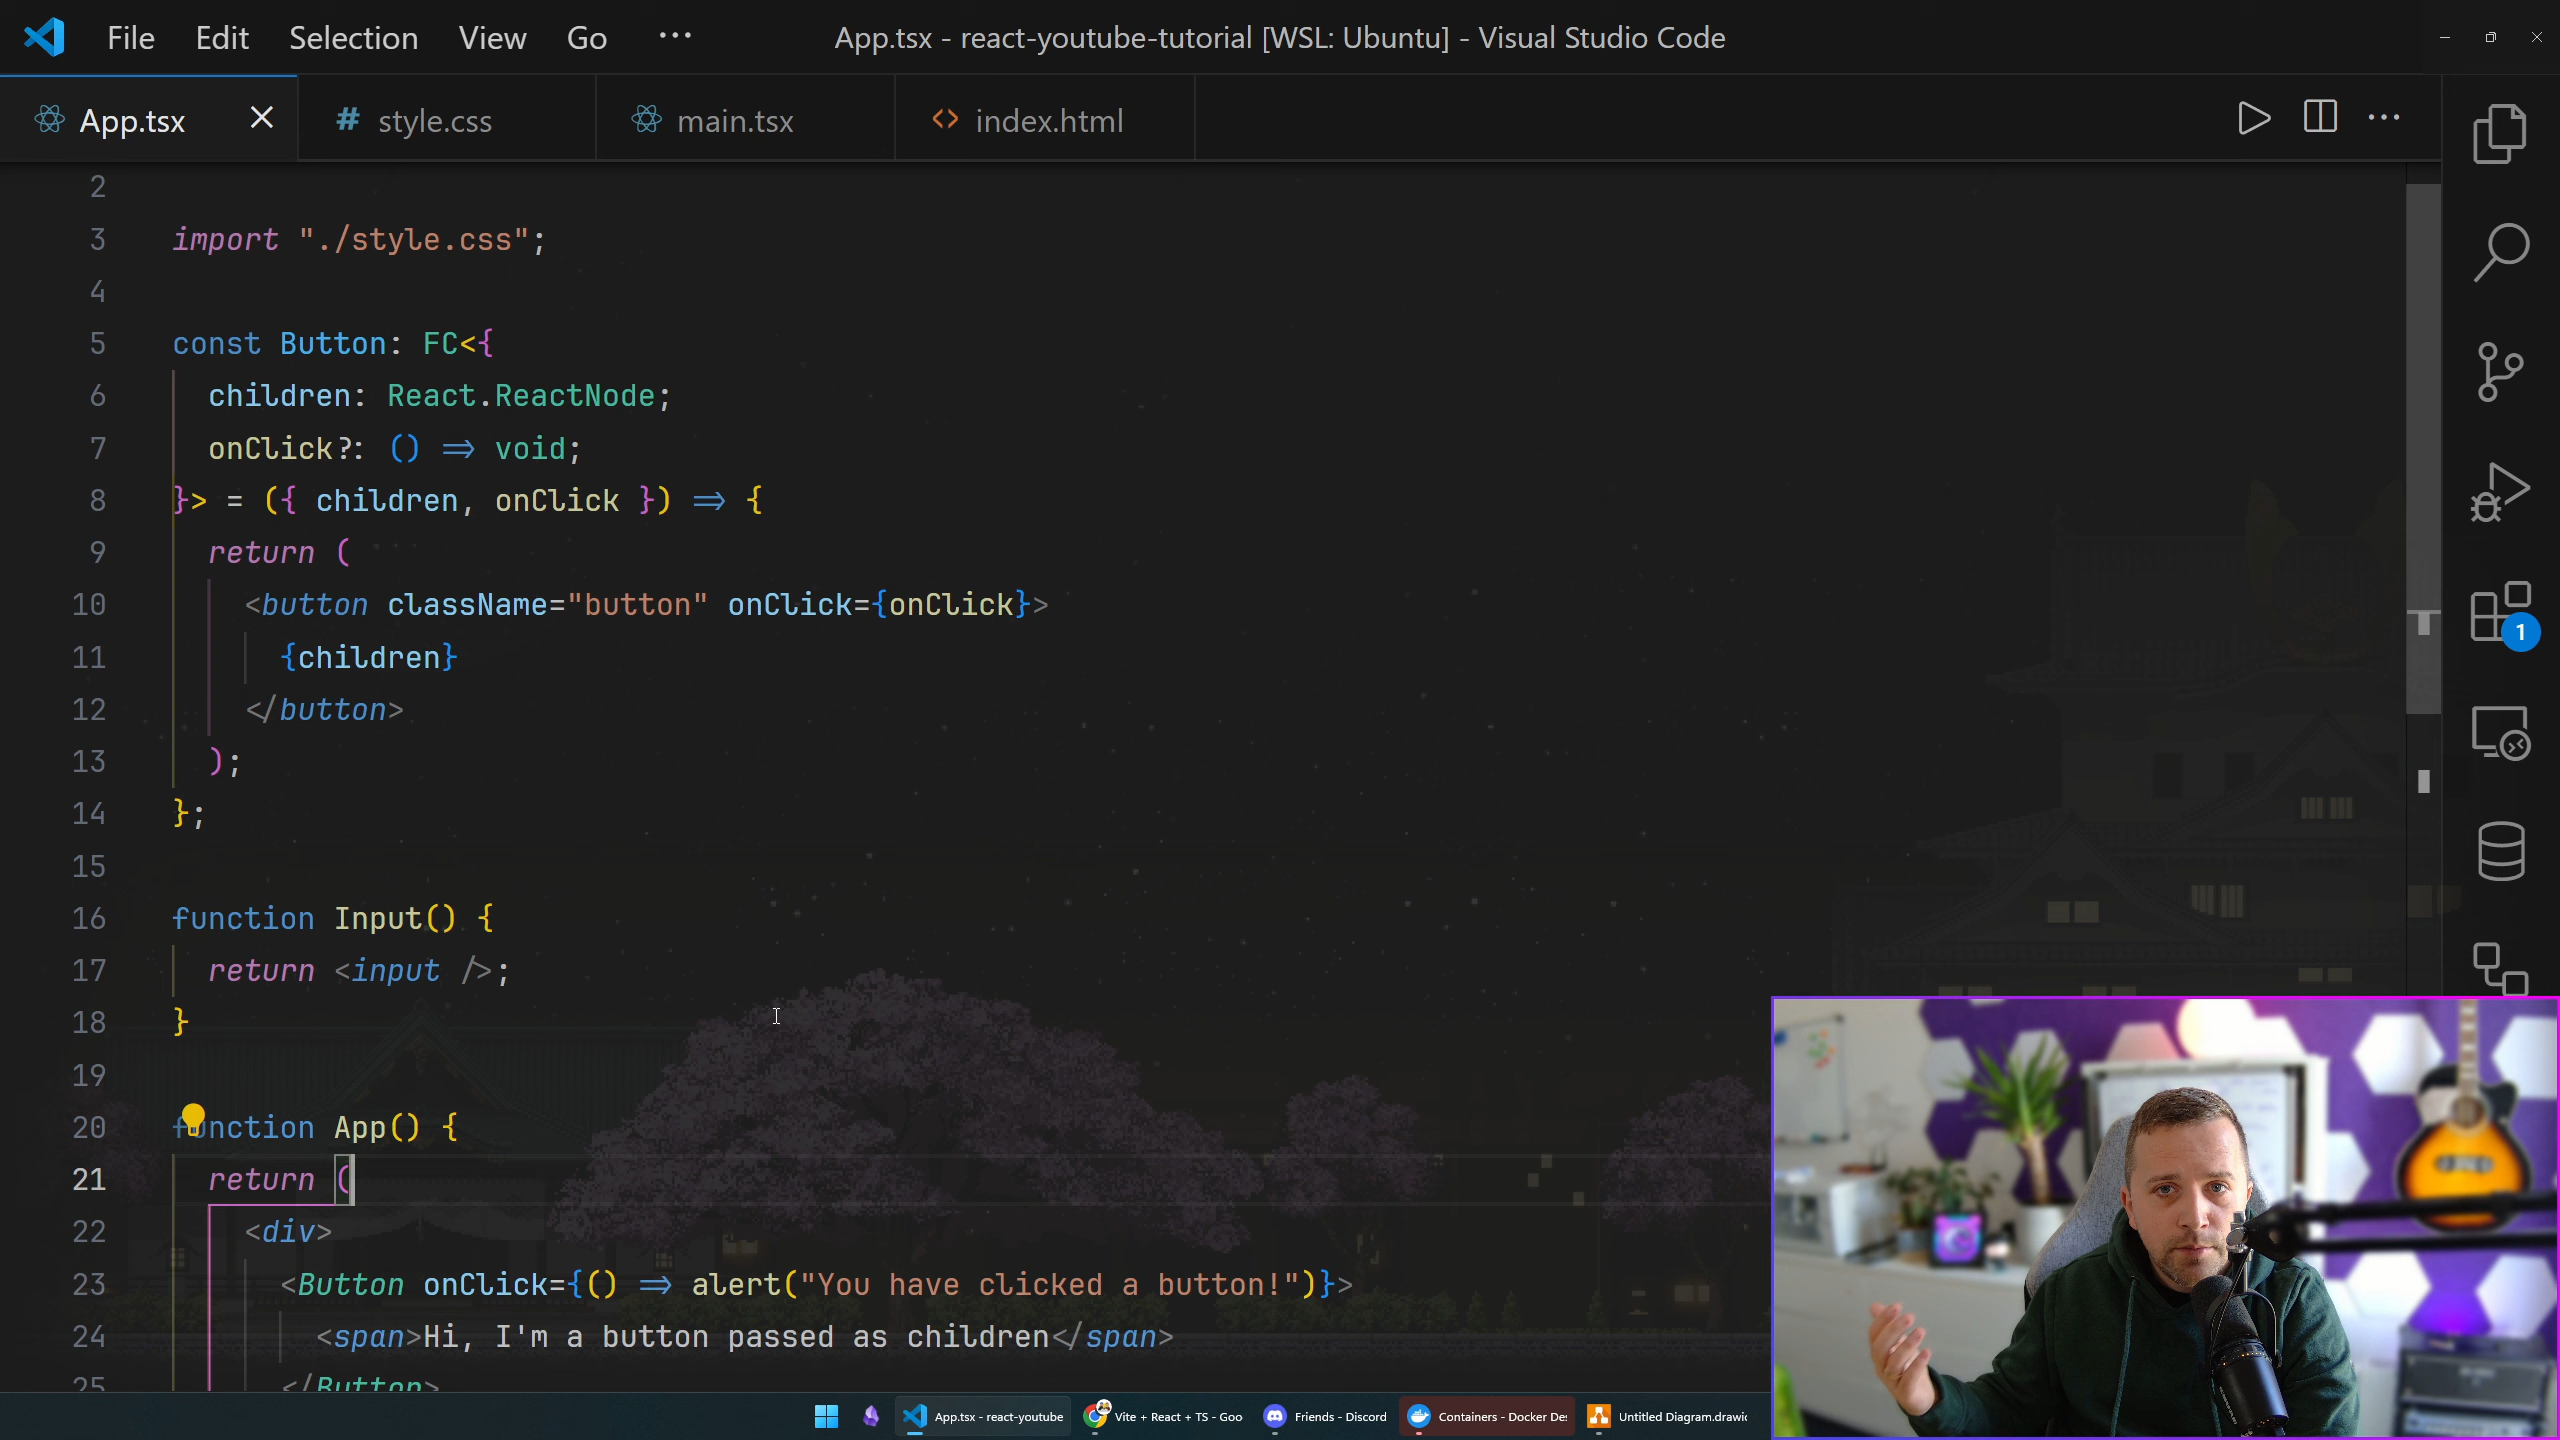 File Edit Selection View Go ··· App.tsx - react-youtube-tutorial [WSL: Ubuntu] - Visual Studio Code
App.tsx # style.css main.tsx <> index.html
2
3 import "./style.css";
4
5 const Button: FC<{
6 children: React.ReactNode;
7 onClick?: () => void;
8 }> = ({ children, onClick }) => {
9 return (
10 <button className="button" onClick={onClick}>
11 {children}
12 </button>
13 );
14 };
15
16 function Input() {
17 return <input />;
18 }
19
20 function App() {
21 return (
22 <div>
23 <Button onClick={() => alert("You have clicked a button!")}>
24 <span>Hi, I'm a button passed as children</span>
25 </Button>
1
App.tsx - react-youtube Vite + React + TS - Goo Friends - Discord Containers - Docker De Untitled Diagram.drawi